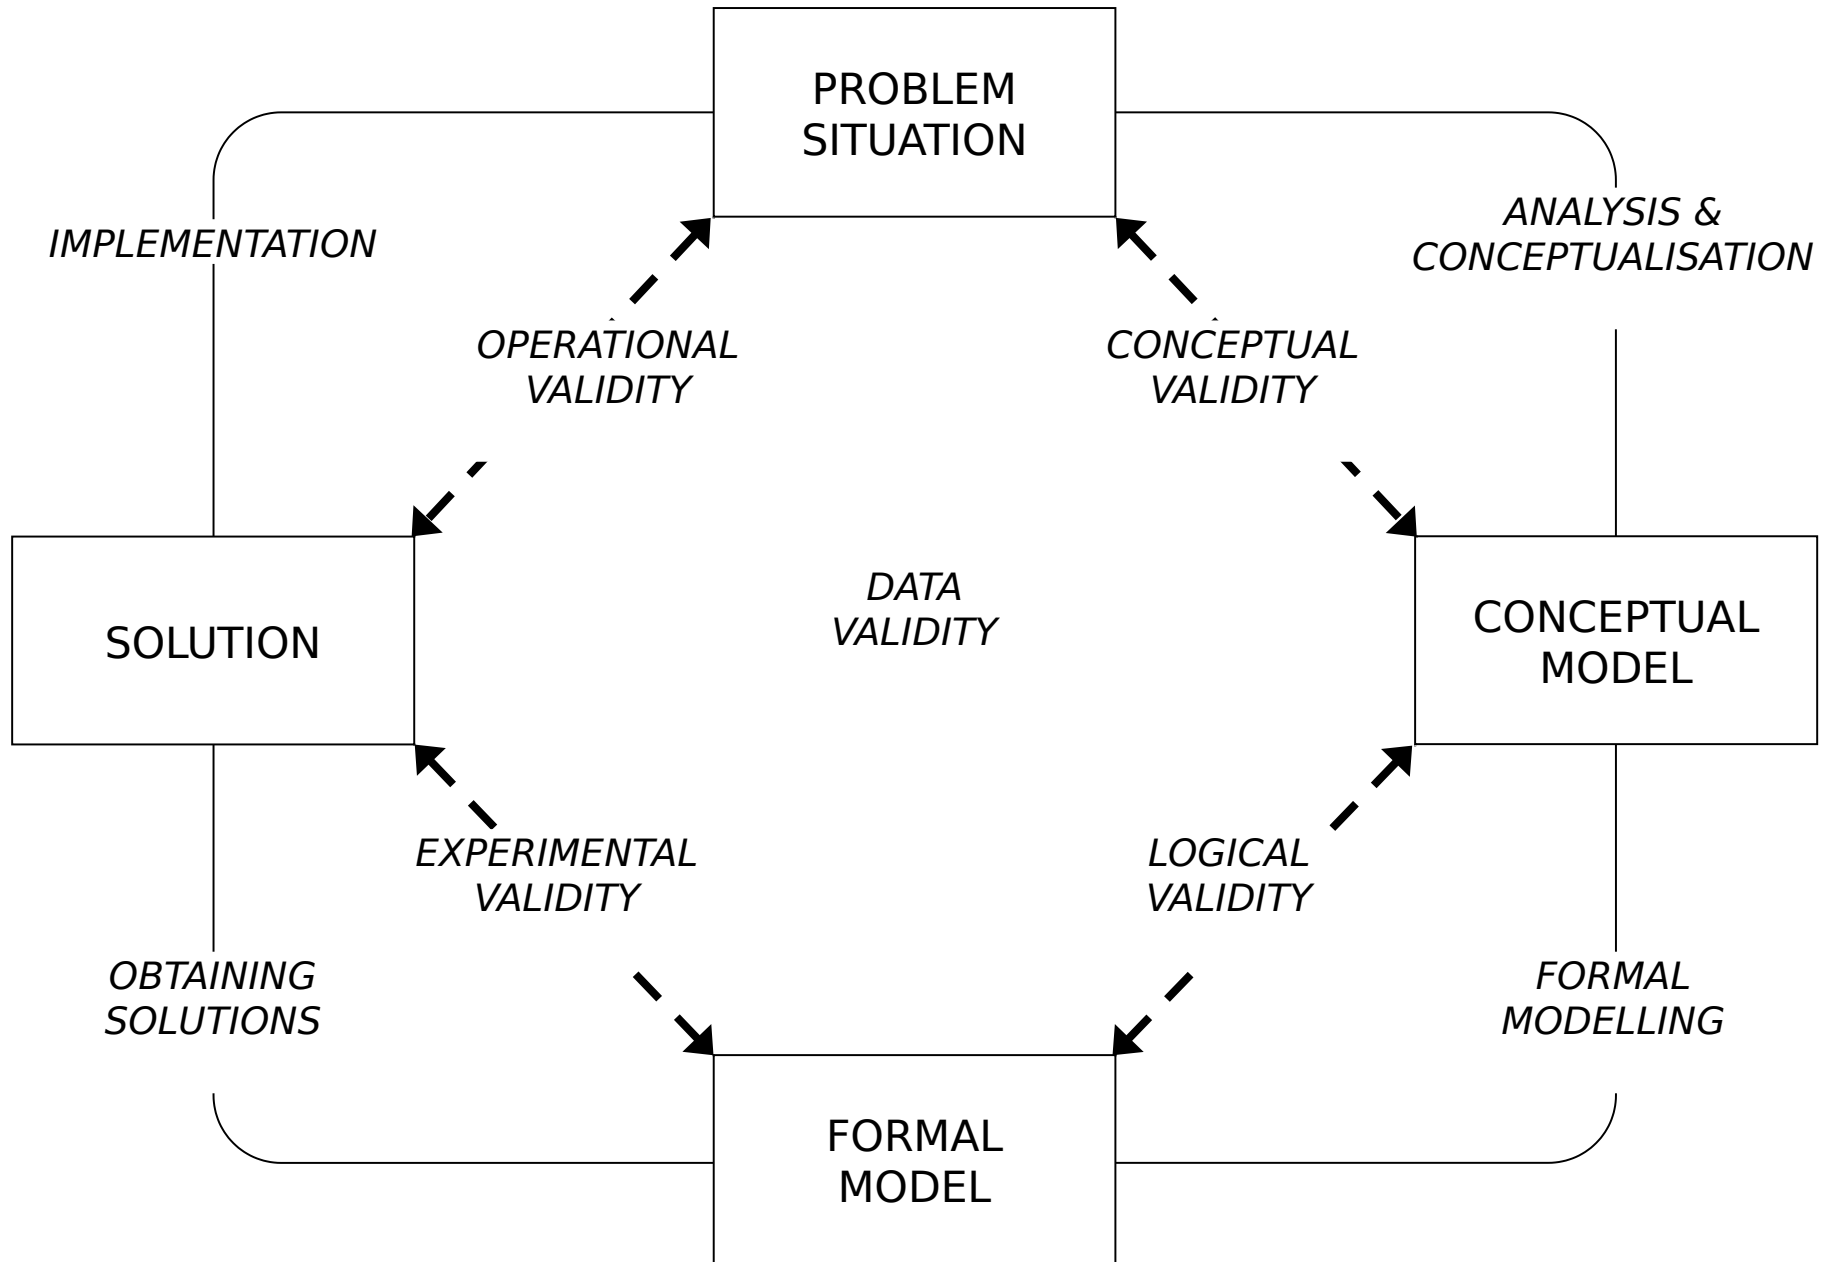 PROBLEM
SITUATION
IMPLEMENTATION
ANALYSIS &
CONCEPTUALISATION
OPERATIONAL
VALIDITY
CONCEPTUAL
VALIDITY
DATA
VALIDITY
SOLUTION
CONCEPTUAL
MODEL
EXPERIMENTAL
VALIDITY
LOGICAL
VALIDITY
OBTAINING
SOLUTIONS
FORMAL
MODELLING
FORMAL
MODEL